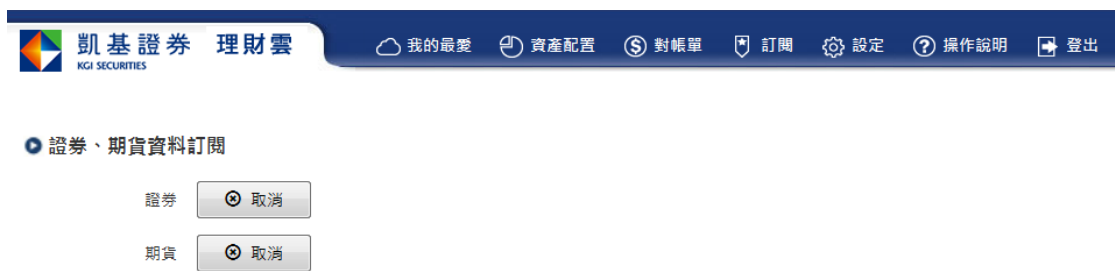 凱基證券 理財雲
KGI SECURITIES
我的最愛 資產配置 對帳單 訂閱 設定 操作說明 登出
證券、期貨資料訂閱
證券 取消
期貨 取消